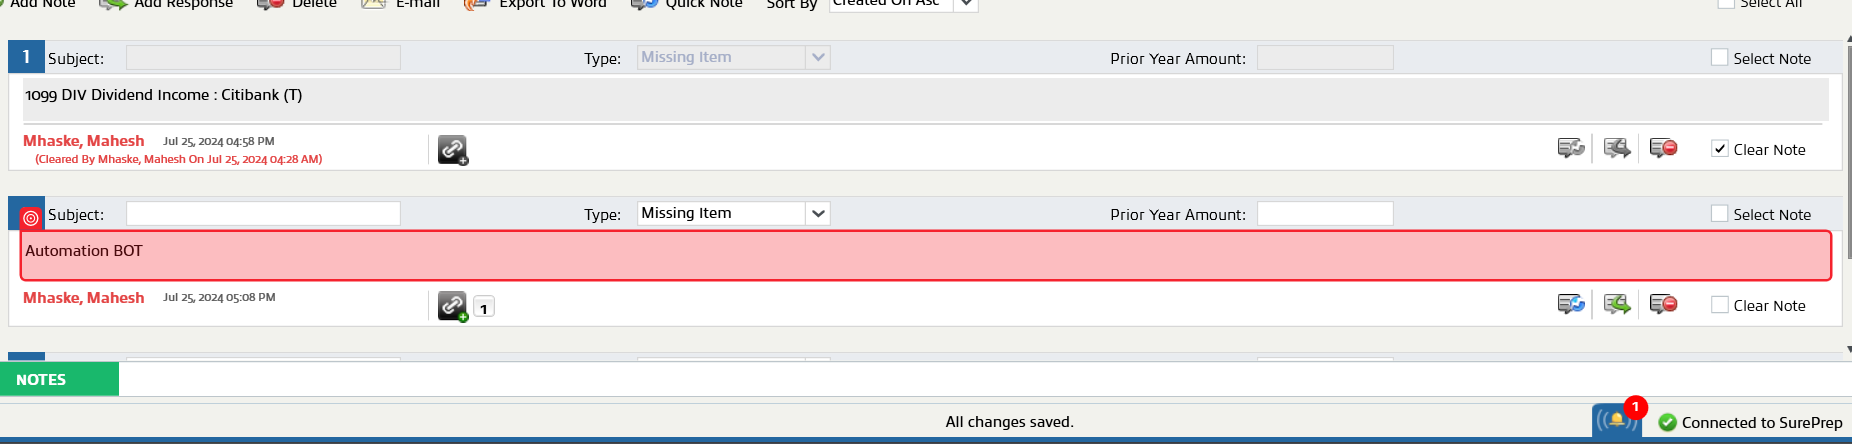 Add Note Add Response Delete E-mail Export To Word Quick Note Sort By Created On Asc Select All
1 Subject: Type: Missing Item Prior Year Amount: Select Note
1099 DIV Dividend Income : Citibank (T)
Mhaske, Mahesh Jul 25, 2024 04:58 PM
(Cleared By Mhaske, Mahesh On Jul 25, 2024 04:28 AM)
Clear Note
Subject: Type: Missing Item Prior Year Amount: Select Note
Automation BOT
Mhaske, Mahesh Jul 25, 2024 05:08 PM 1 Clear Note
NOTES
All changes saved. 1 Connected to SurePrep